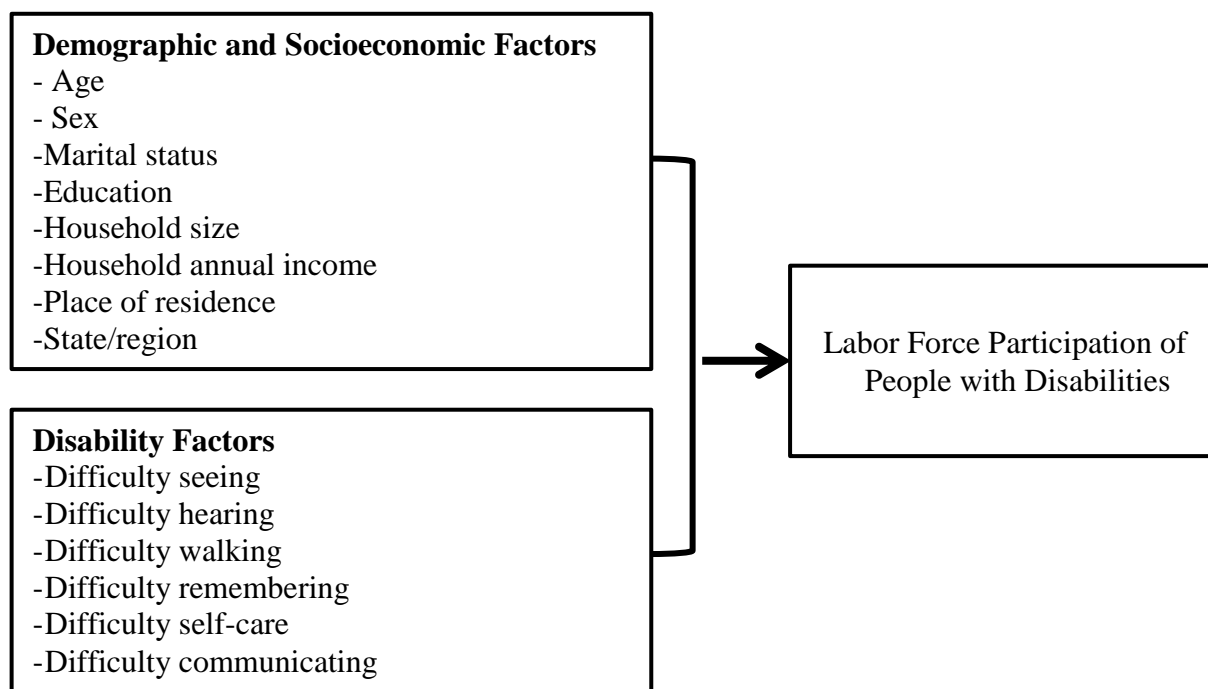 Demographic and Socioeconomic Factors
- Age
- Sex
-Marital status
-Education
-Household size
-Household annual income
-Place of residence
-State/region
Disability Factors
-Difficulty seeing
-Difficulty hearing
-Difficulty walking
-Difficulty remembering
-Difficulty self-care
-Difficulty communicating
Labor Force Participation of
People with Disabilities